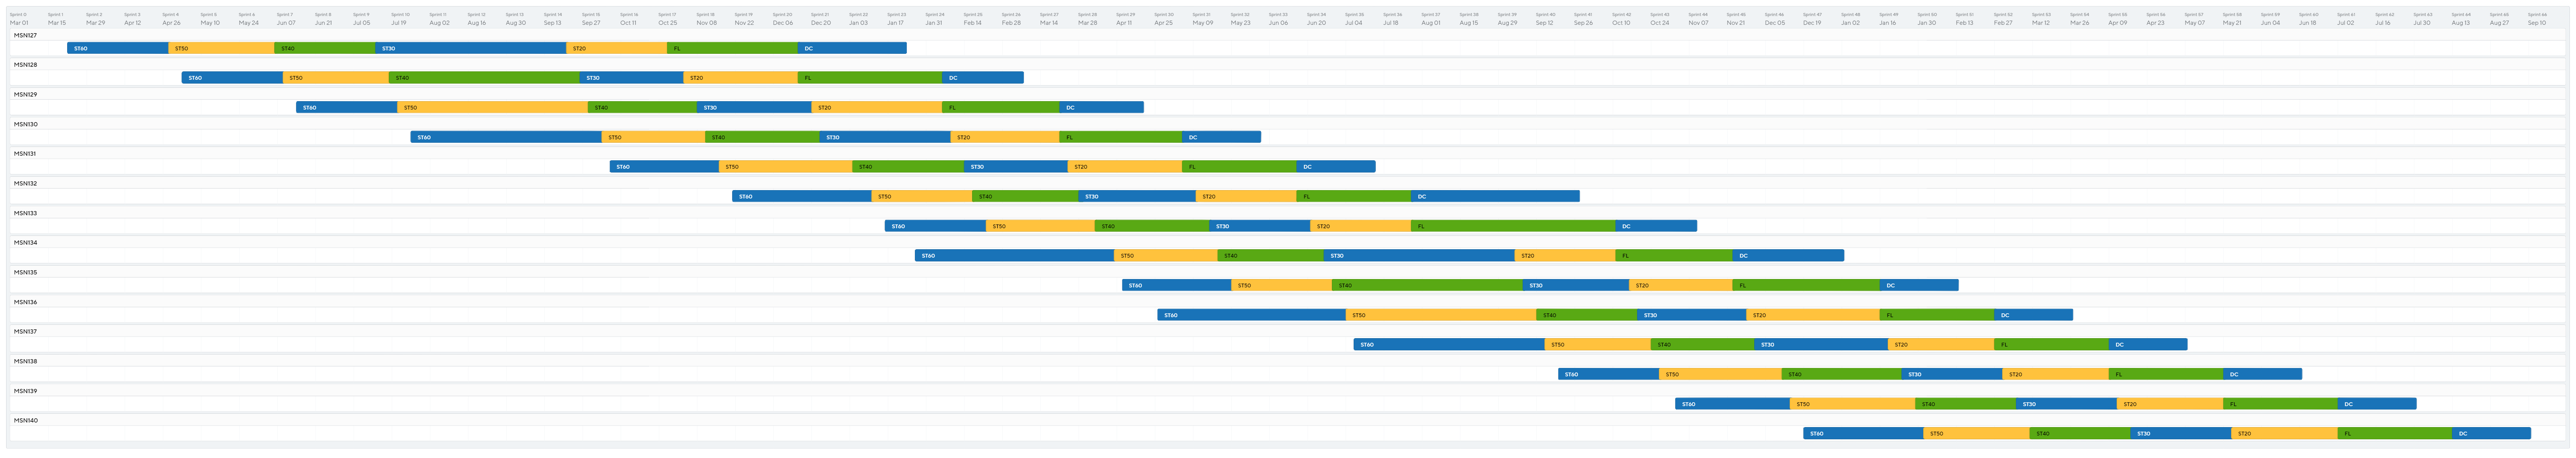 Sprint 0 Sprint 1 Sprint 2 Sprint 3 Sprint 4 Sprint 5 Sprint 6 Sprint 7 Sprint 8 Sprint 9 Sprint 10 Sprint 11 Sprint 12 Sprint 13 Sprint 14 Sprint 15 Sprint 16 Sprint 17 Sprint 18 Sprint 19 Sprint 20 Sprint 21 Sprint 22 Sprint 23 Sprint 24 Sprint 25 Sprint 26 Sprint 27 Sprint 28 Sprint 29 Sprint 30 Sprint 31 Sprint 32 Sprint 33 Sprint 34 Sprint 35 Sprint 36 Sprint 37 Sprint 38 Sprint 39 Sprint 40 Sprint 41 Sprint 42 Sprint 43 Sprint 44 Sprint 45 Sprint 46 Sprint 47 Sprint 48 Sprint 49 Sprint 50 Sprint 51 Sprint 52 Sprint 53 Sprint 54 Sprint 55 Sprint 56 Sprint 57 Sprint 58 Sprint 59 Sprint 60 Sprint 61 Sprint 62 Sprint 63 Sprint 64 Sprint 65 Sprint 66
Mar 01 Mar 15 Mar 29 Apr 12 Apr 26 May 10 May 24 Jun 07 Jun 21 Jul 05 Jul 19 Aug 02 Aug 16 Aug 30 Sep 13 Sep 27 Oct 11 Oct 25 Nov 08 Nov 22 Dec 06 Dec 20 Jan 03 Jan 17 Jan 31 Feb 14 Feb 28 Mar 14 Mar 28 Apr 11 Apr 25 May 09 May 23 Jun 06 Jun 20 Jul 04 Jul 18 Aug 01 Aug 15 Aug 29 Sep 12 Sep 26 Oct 10 Oct 24 Nov 07 Nov 21 Dec 05 Dec 19 Jan 02 Jan 16 Jan 30 Feb 13 Feb 27 Mar 12 Mar 26 Apr 09 Apr 23 May 07 May 21 Jun 04 Jun 18 Jul 02 Jul 16 Jul 30 Aug 13 Aug 27 Sep 10
MSN127
ST60 ST50 ST40 ST30 ST20 FL DC
MSN128
ST60 ST50 ST40 ST30 ST20 FL DC
MSN129
ST60 ST50 ST40 ST30 ST20 FL DC
MSN130
ST60 ST50 ST40 ST30 ST20 FL DC
MSN131
ST60 ST50 ST40 ST30 ST20 FL DC
MSN132
ST60 ST50 ST40 ST30 ST20 FL DC
MSN133
ST60 ST50 ST40 ST30 ST20 FL DC
MSN134
ST60 ST50 ST40 ST30 ST20 FL DC
MSN135
ST60 ST50 ST40 ST30 ST20 FL DC
MSN136
ST60 ST50 ST40 ST30 ST20 FL DC
MSN137
ST60 ST50 ST40 ST30 ST20 FL DC
MSN138
ST60 ST50 ST40 ST30 ST20 FL DC
MSN139
ST60 ST50 ST40 ST30 ST20 FL DC
MSN140
ST60 ST50 ST40 ST30 ST20 FL DC